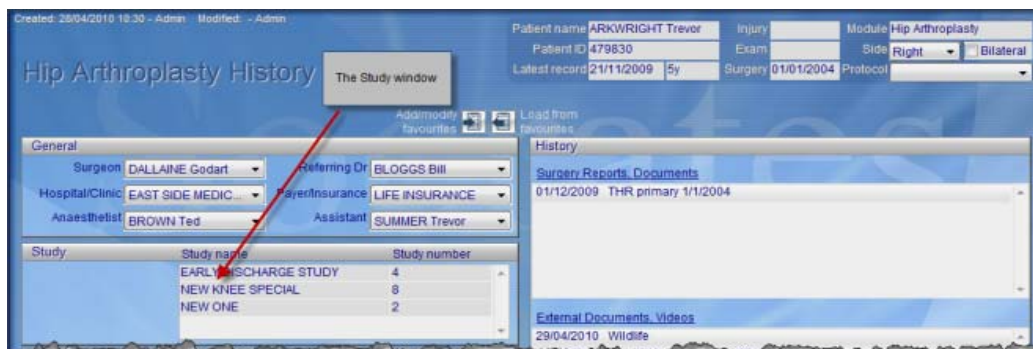 Created: 28/04/2010 10:30 - Admin Modified: - Admin
Patient name ARKWRIGHT Trevor Injury Module Hip Arthroplasty
Patient ID 479830 Exam Side Right Bilateral
Latest record 21/11/2009 5y Surgery 01/01/2004 Protocol
Hip Arthroplasty History
The Study window
Add/modify favourites Load from favourites
General
Surgeon DALLAINE Godart Referring Dr BLOGGS Bill
Hospital/Clinic EAST SIDE MEDIC... Payer/Insurance LIFE INSURANCE
Anaesthetist BROWN Ted Assistant SUMMER Trevor
Study Study name Study number
EARLY DISCHARGE STUDY 4
NEW KNEE SPECIAL 8
NEW ONE 2
History
Surgery Reports, Documents
01/12/2009 THR primary 1/1/2004
External Documents, Videos
29/04/2010 Wildlife